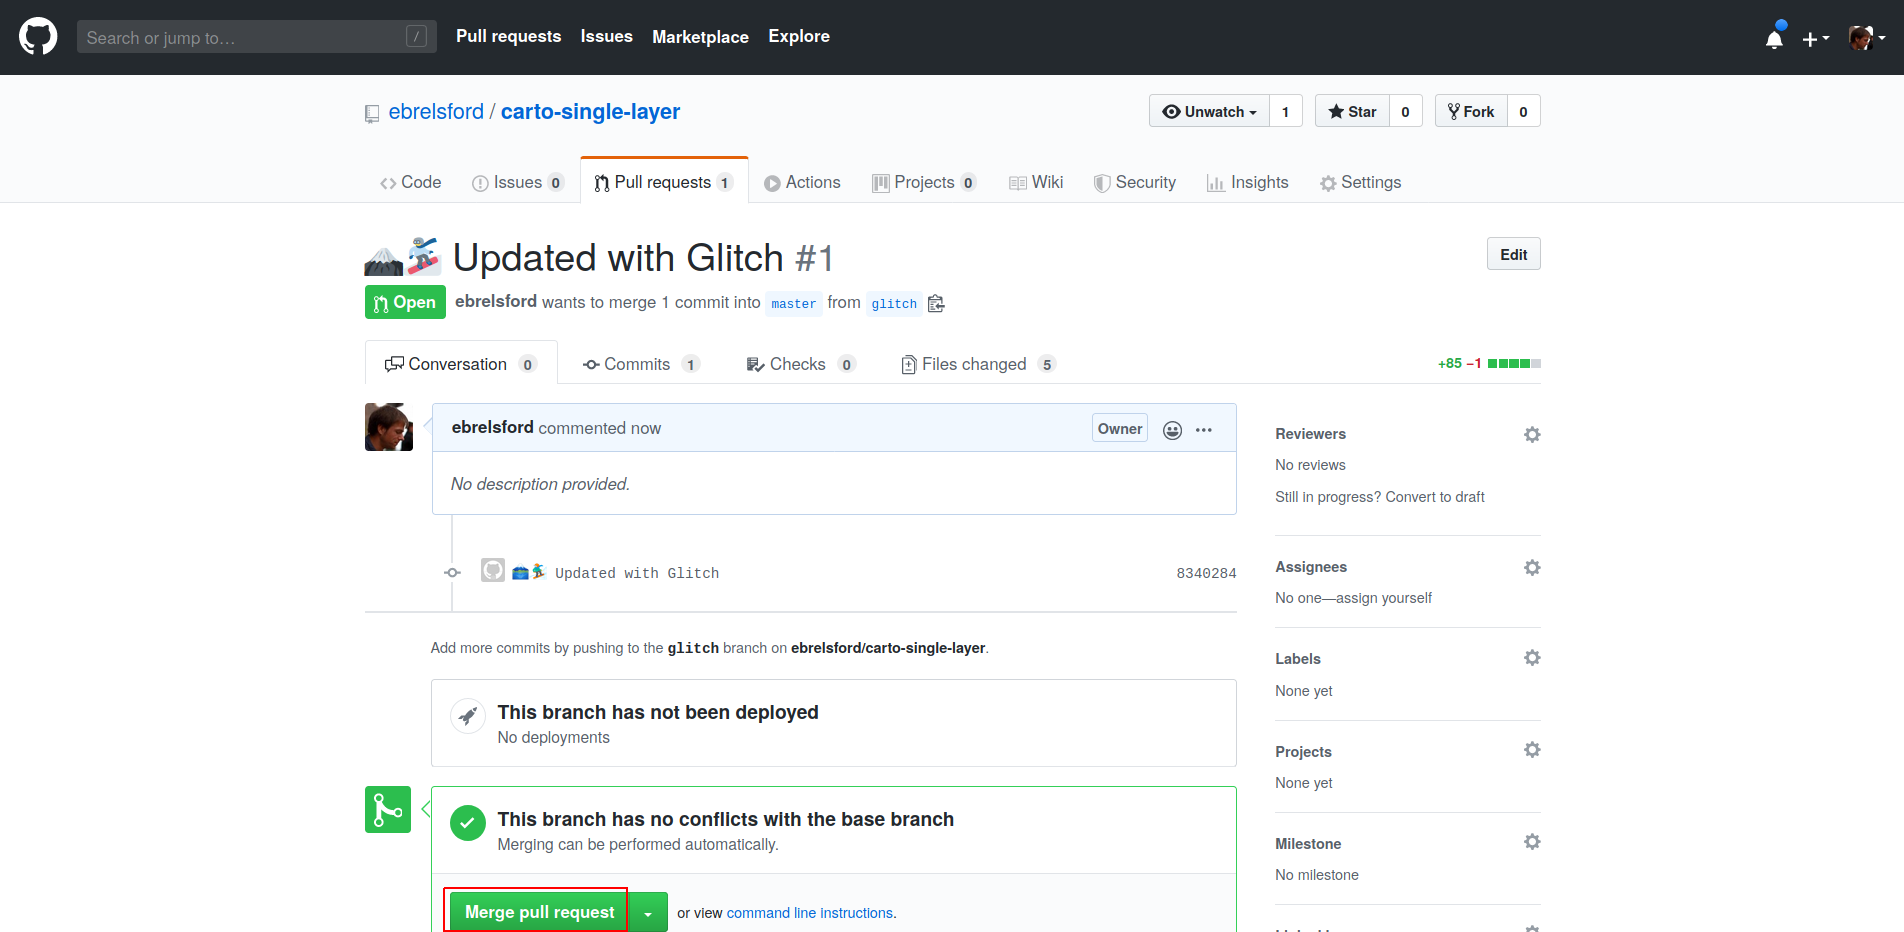 Search or jump to…
/
Pull requests Issues Marketplace Explore
ebrelsford / carto-single-layer
Unwatch 1
Star 0
Fork 0
Code
Issues 0
Pull requests 1
Actions
Projects 0
Wiki
Security
Insights
Settings
Updated with Glitch #1
Edit
Open
ebrelsford wants to merge 1 commit into master from glitch
Conversation 0
Commits 1
Checks 0
Files changed 5
+85 −1
ebrelsford commented now
Owner
No description provided.
Updated with Glitch
8340284
Add more commits by pushing to the glitch branch on ebrelsford/carto-single-layer.
This branch has not been deployed
No deployments
This branch has no conflicts with the base branch
Merging can be performed automatically.
Merge pull request
or view command line instructions.
Reviewers
No reviews
Still in progress? Convert to draft
Assignees
No one—assign yourself
Labels
None yet
Projects
None yet
Milestone
No milestone